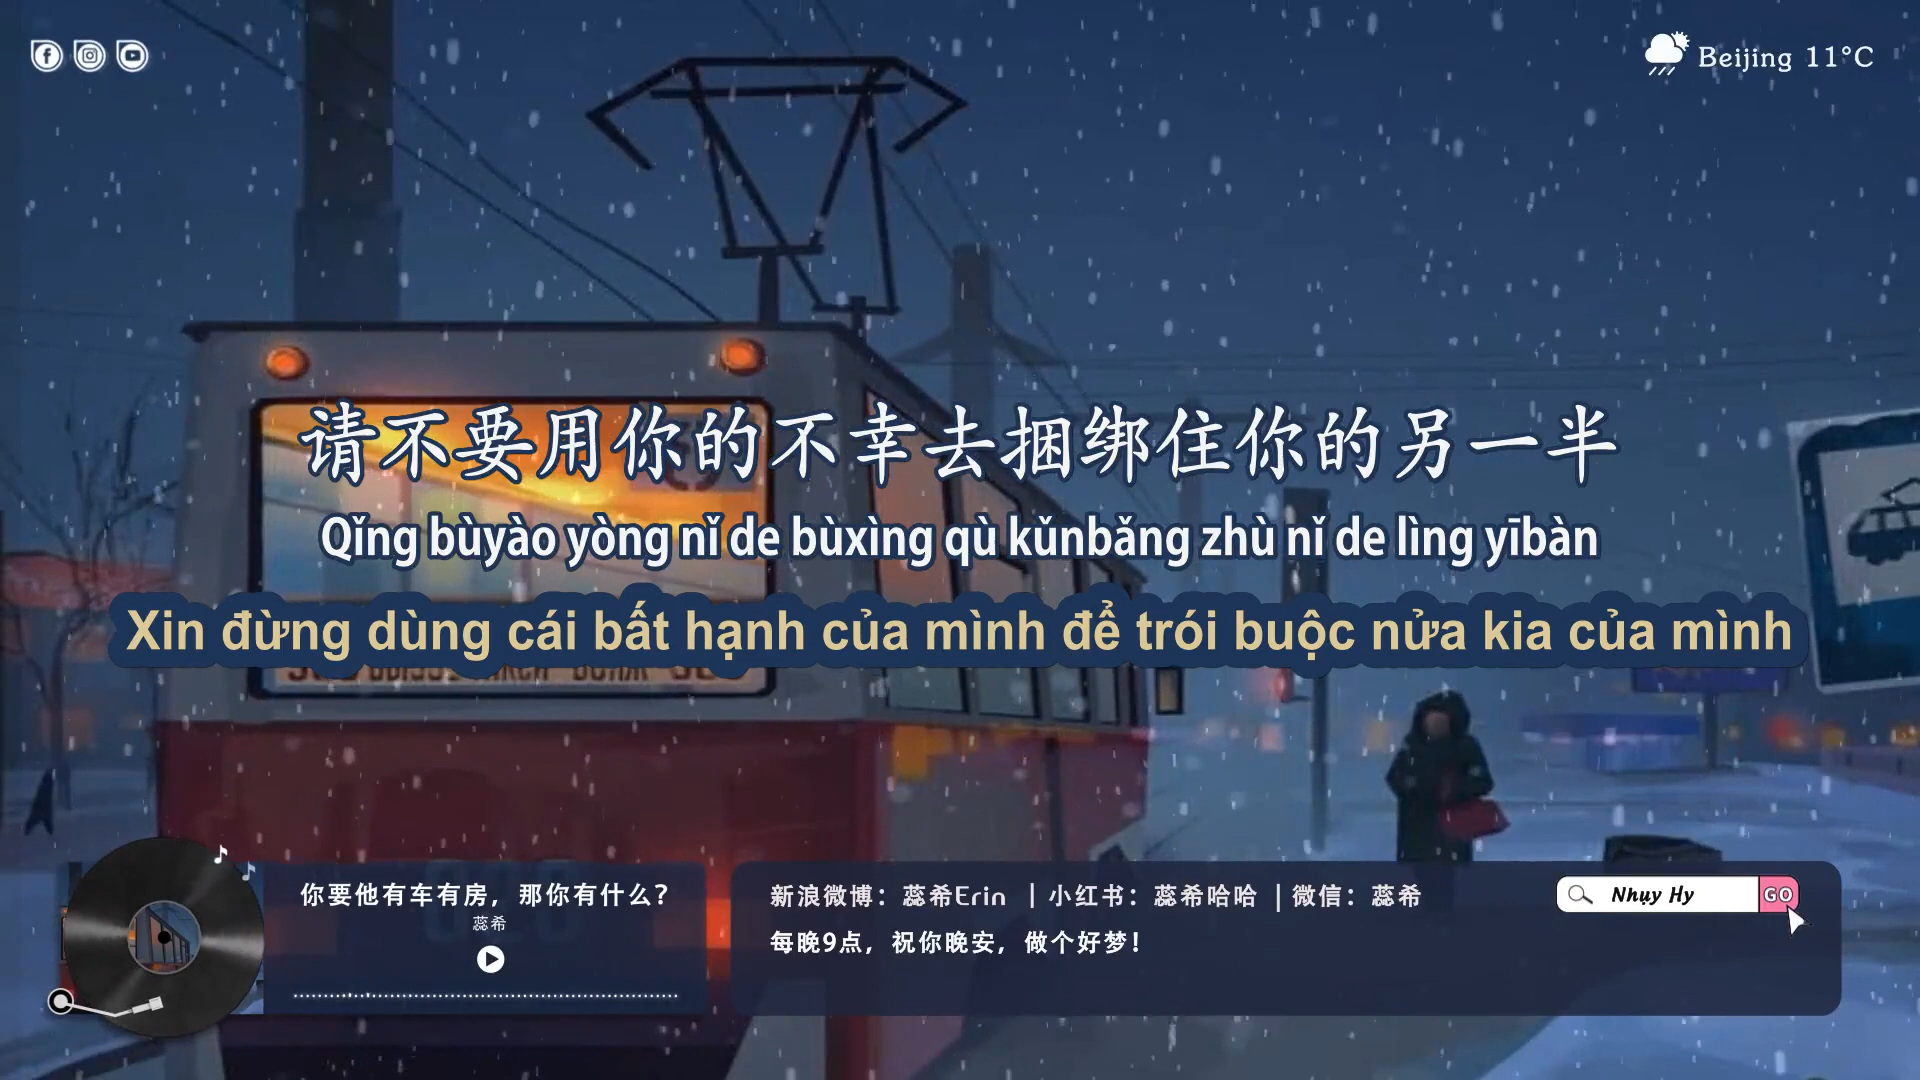 Beijing 11°C
请不要用你的不幸去捆绑住你的另一半
Qǐng bùyào yòng nǐ de bùxìng qù kǔnbǎng zhù nǐ de lìng yībàn
Xin đừng dùng cái bất hạnh của mình để trói buộc nửa kia của mình
你要他有车有房，那你有什么？
蕊希
新浪微博：蕊希Erin ｜小红书：蕊希哈哈 ｜微信：蕊希
每晚9点，祝你晚安，做个好梦！
Nhụy Hy
GO